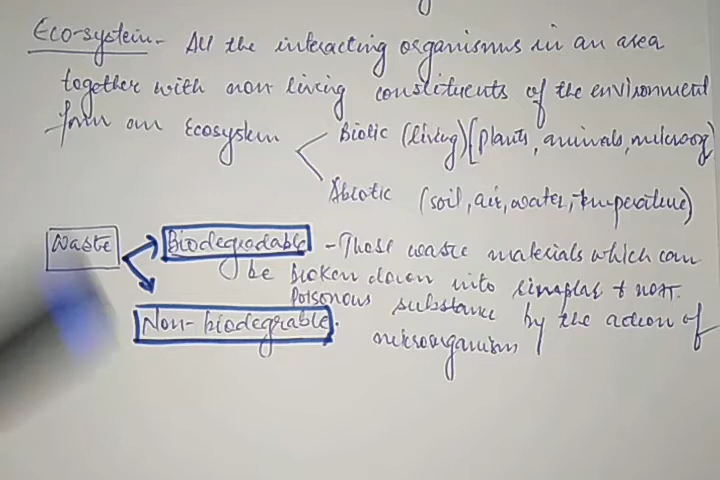 Eco-system - All the interacting organisms in an area
together with non living constituents of the environment
form an Ecosystem
Biotic (living) [plants, animals, microorg]
Abiotic (soil, air, water, temperature)
Waste
Biodegradable - Those waste materials which can
be broken down into simpler + non.
poisonous substance by the action of
microorganism
Non-biodegrable.